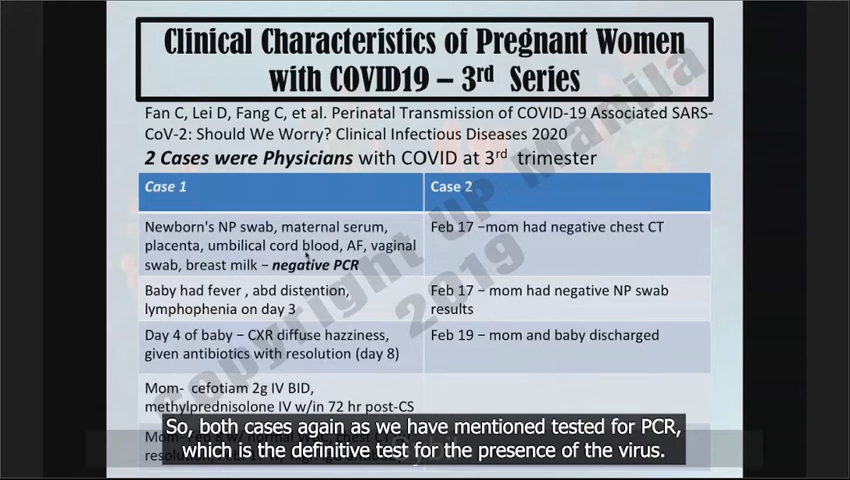 Clinical Characteristics of Pregnant Women
with COVID19 – 3rd Series
Fan C, Lei D, Fang C, et al. Perinatal Transmission of COVID-19 Associated SARS-
CoV-2: Should We Worry? Clinical Infectious Diseases 2020
2 Cases were Physicians with COVID at 3rd trimester
Case 1
Case 2
Newborn's NP swab, maternal serum,
placenta, umbilical cord blood, AF, vaginal
swab, breast milk – negative PCR
Feb 17 –mom had negative chest CT
Baby had fever , abd distention,
lymphophenia on day 3
Feb 17 – mom had negative NP swab
results
Day 4 of baby – CXR diffuse hazziness,
given antibiotics with resolution (day 8)
Feb 19 – mom and baby discharged
Mom- cefotiam 2g IV BID,
methylprednisolone IV w/in 72 hr post-CS
So, both cases again as we have mentioned tested for PCR,
which is the definitive test for the presence of the virus.
Copyright UP Manila
2019